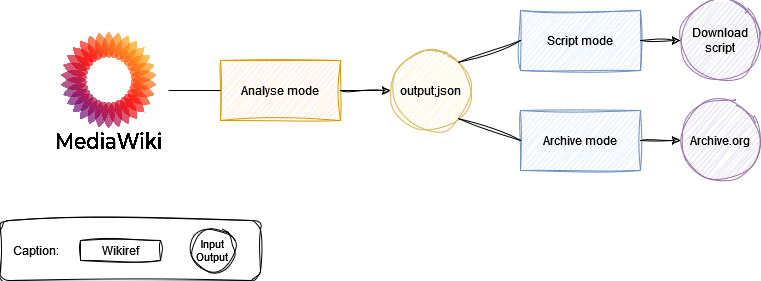 MediaWiki
Analyse mode
output;json
Script mode
Download
script
Archive mode
Archive.org
Caption:
Wikiref
Input
Output